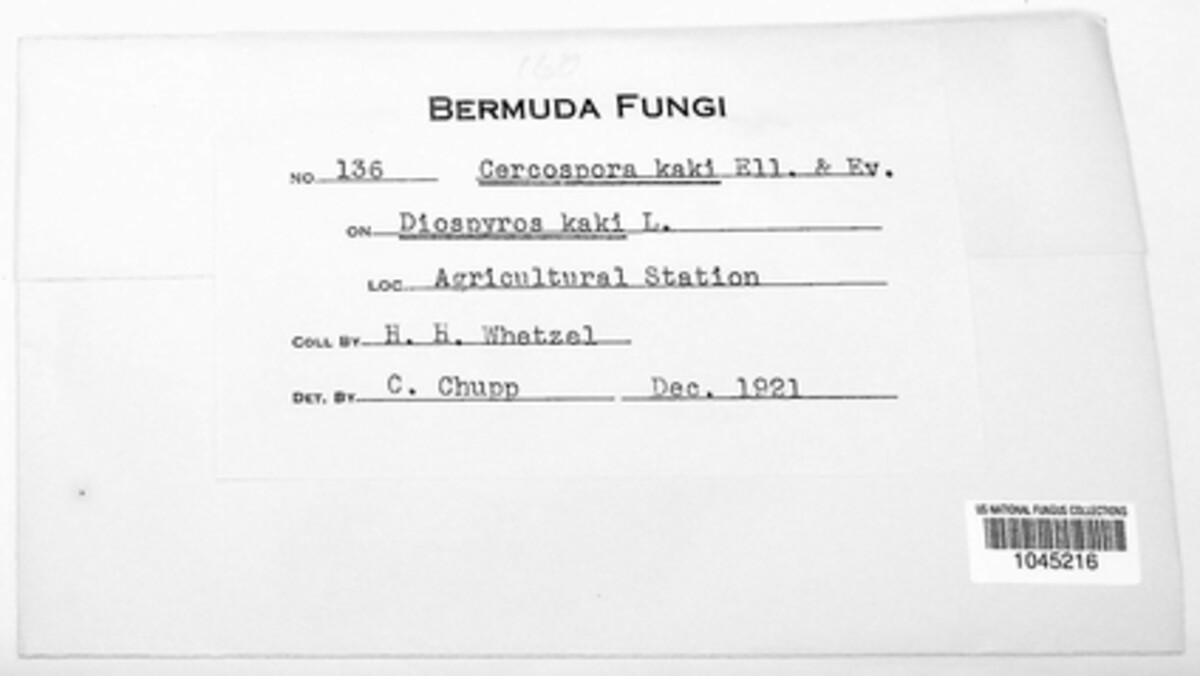 160
BERMUDA FUNGI
NO. 136 Cercospora kaki Ell. & Ev.
ON Diospyros kaki L.
LOC. Agricultural Station
COLL BY H. H. Whetzel
DET. BY C. Chupp Dec. 1921
US NATIONAL FUNGUS COLLECTIONS
1045216